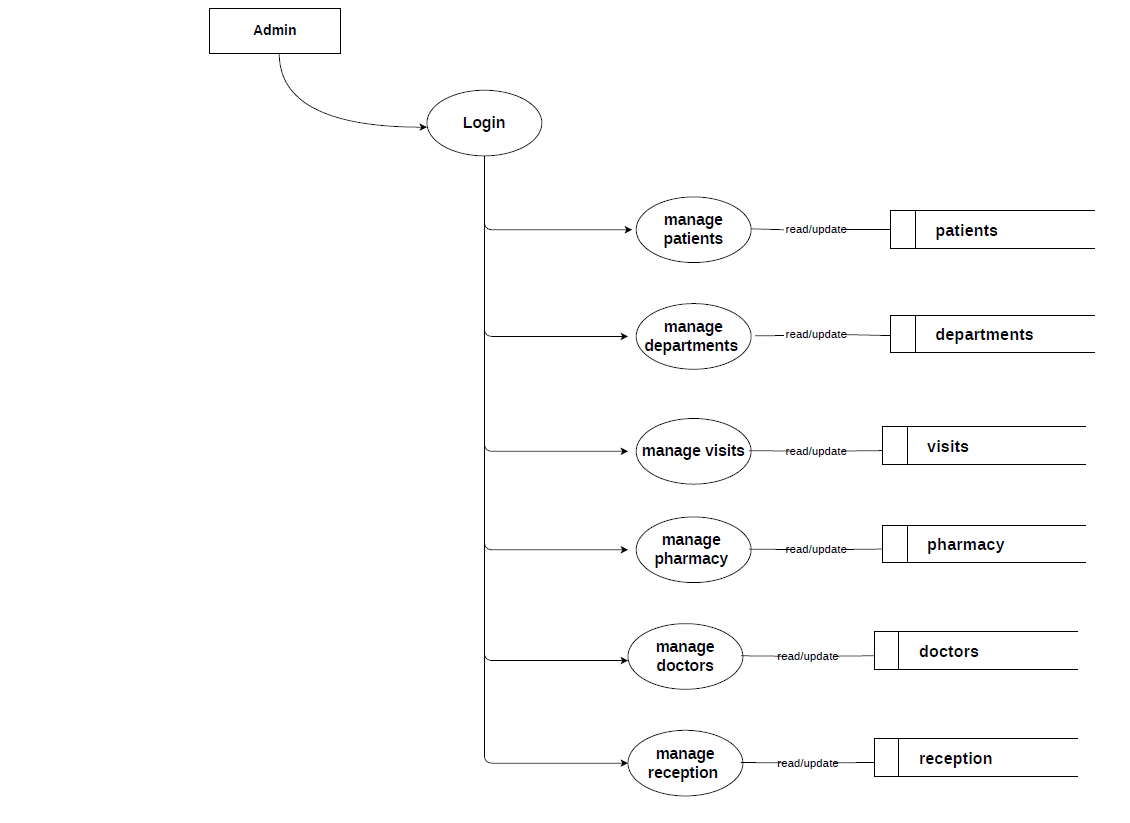 Admin
Login
manage
patients
read/update
patients
manage
departments
read/update
departments
manage visits
read/update
visits
manage
pharmacy
read/update
pharmacy
manage
doctors
read/update
doctors
manage
reception
read/update
reception